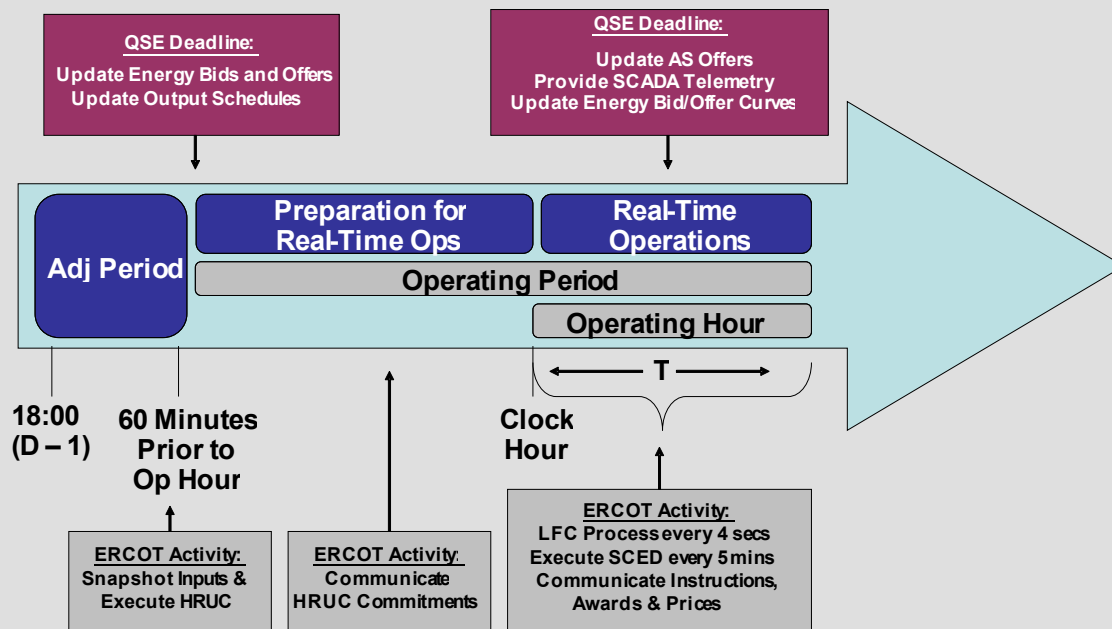 QSE Deadline:
Update Energy Bids and Offers
Update Output Schedules
QSE Deadline:
Update AS Offers
Provide SCADA Telemetry
Update Energy Bid/Offer Curves
Adj Period
Preparation for
Real-Time Ops
Real-Time
Operations
Operating Period
Operating Hour
T
18:00
(D – 1)
60 Minutes
Prior to
Op Hour
Clock
Hour
ERCOT Activity:
Snapshot Inputs &
Execute HRUC
ERCOT Activity:
Communicate
HRUC Commitments
ERCOT Activity:
LFC Process every 4 secs
Execute SCED every 5 mins
Communicate Instructions,
Awards & Prices